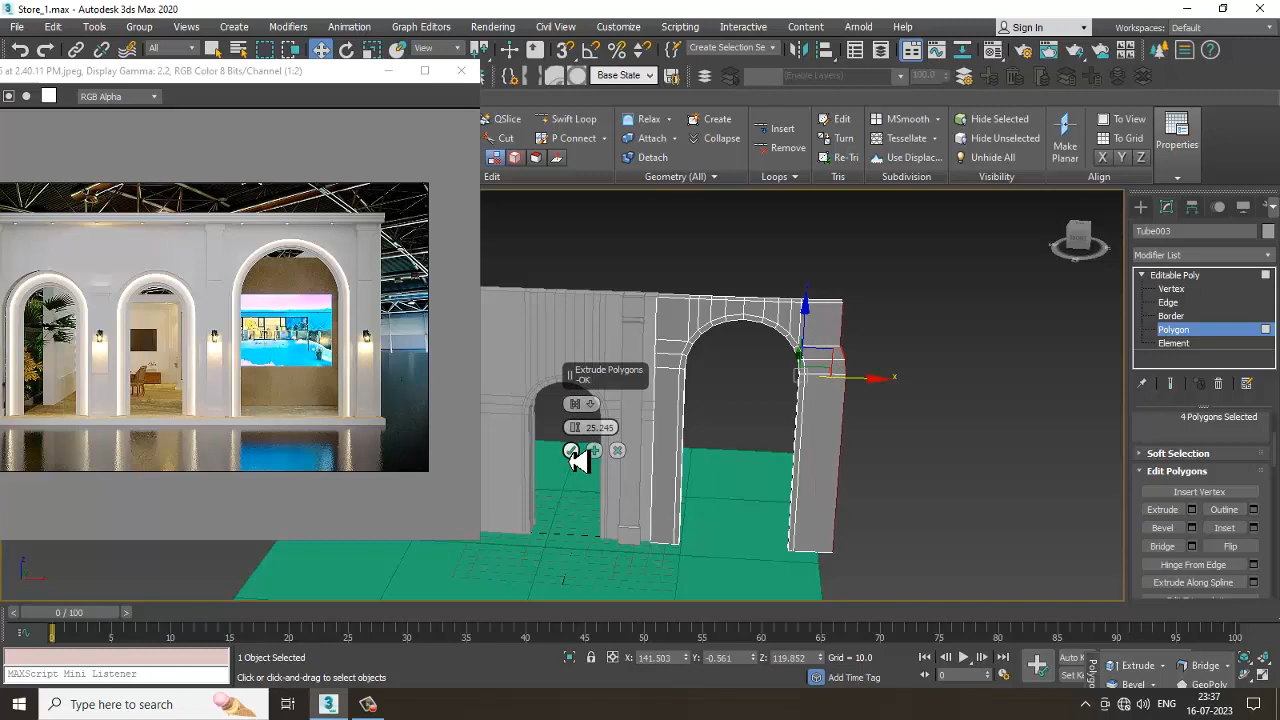 Store_1.max - Autodesk 3ds Max 2020
File Edit Tools Group Views Create Modifiers Animation Graph Editors Rendering Civil View Customize Scripting Interactive Content Arnold Help Sign In Workspaces: Default
All View Create Selection Se
6 at 2.40.11 PM.jpeg, Display Gamma: 2.2, RGB Color 8 Bits/Channel (1:2)
Base State (Enable Layers) 100.0
RGB Alpha
QSlice Swift Loop Relax Create Insert Edit MSmooth Hide Selected To View
Cut P Connect Attach Collapse Remove Turn Tessellate Hide Unselected Make Planar To Grid Properties
Detach Re-Tri Use Displac... Unhide All X Y Z
Edit Geometry (All) Loops Tris Subdivision Visibility Align
Tube003
Modifier List
Editable Poly
Vertex
Edge
Border
Polygon
Element
Extrude Polygons
-OK
25.245
x
z
4 Polygons Selected
Soft Selection
Edit Polygons
Insert Vertex
Extrude Outline
Bevel Inset
Bridge Flip
Hinge From Edge
Extrude Along Spline
0 / 100
0 5 10 15 20 25 30 35 40 45 50 55 60 65 70 75 80 85 90 95 100
1 Object Selected X: 141.503 Y: -0.561 Z: 119.852 Grid = 10.0 Auto K Extrude Bridge
MAXScript Mini Listener Click or click-and-drag to select objects Add Time Tag 0 Set K Polygo Bevel GeoPoly
Type here to search ENG 23:37
16-07-2023